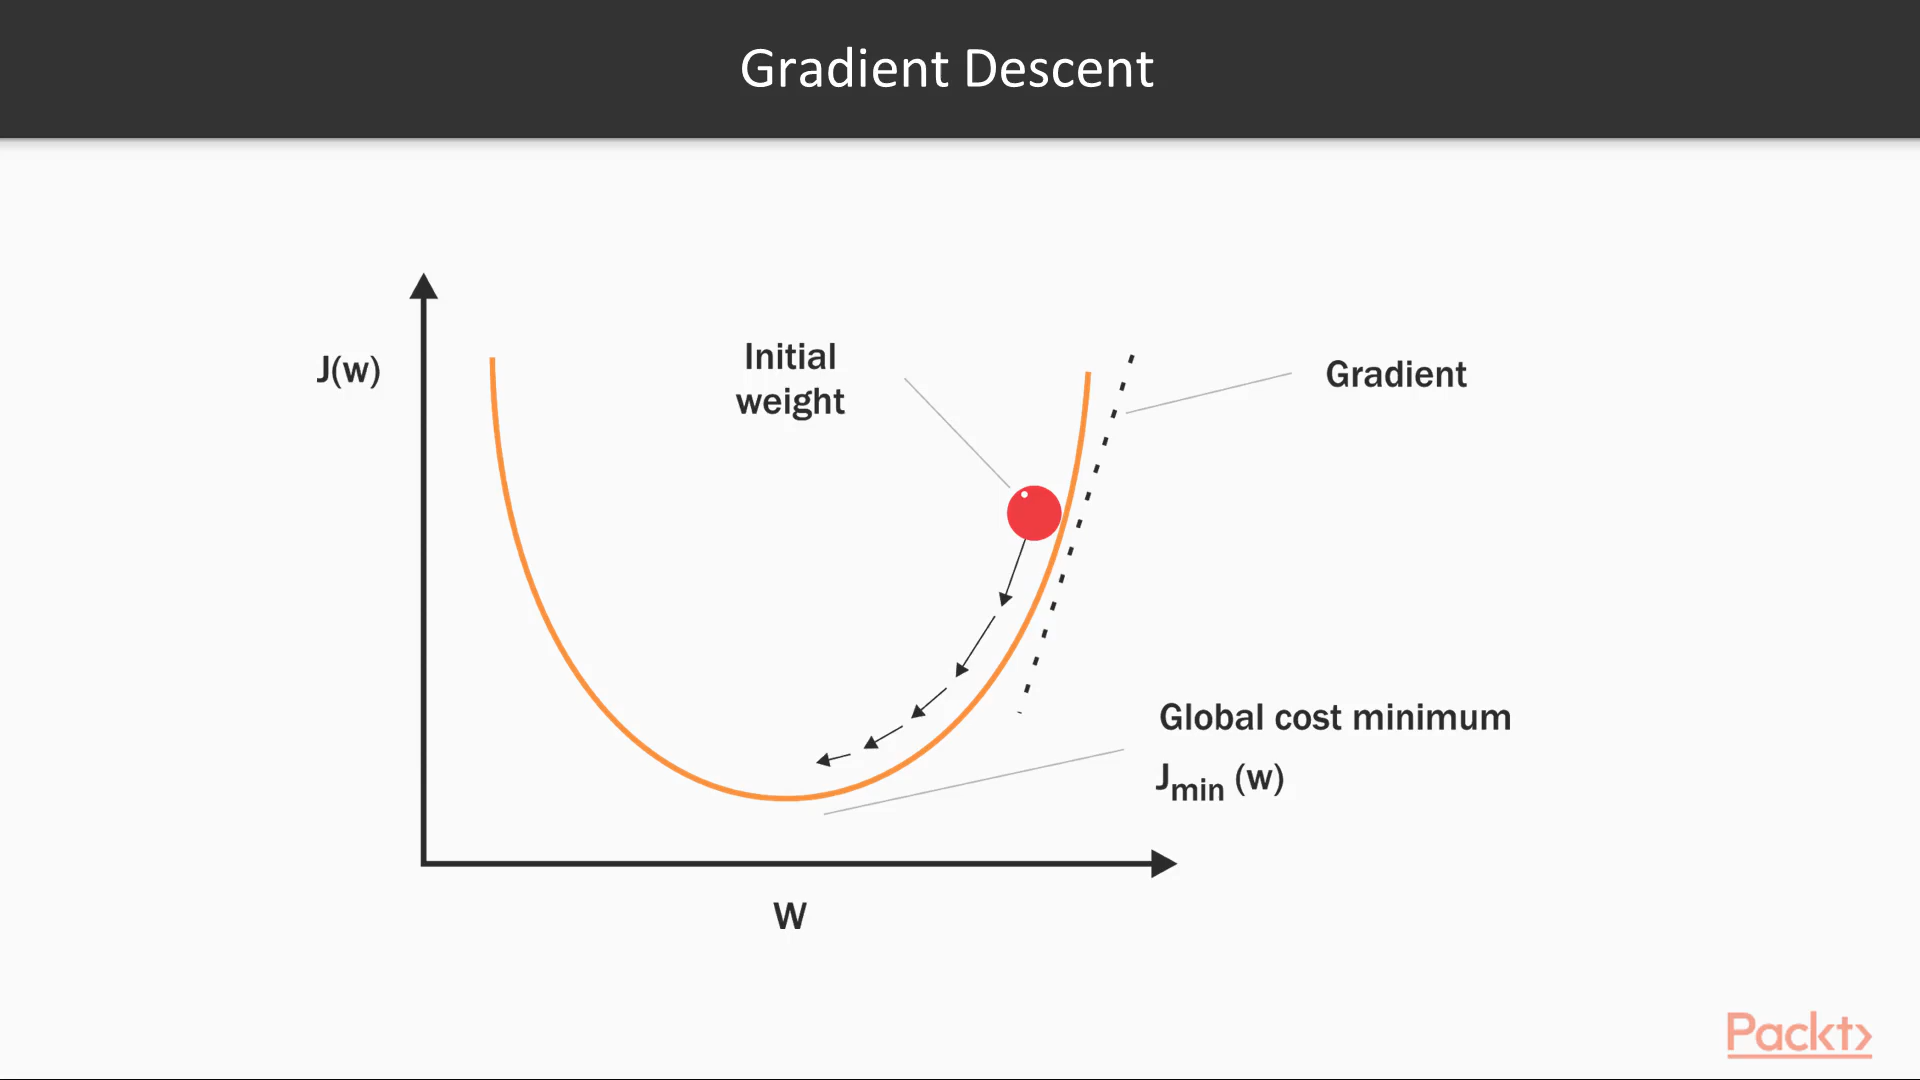 Gradient Descent
J(w)
Initial
weight
Gradient
Global cost minimum
Jmin (w)
W
Packt>